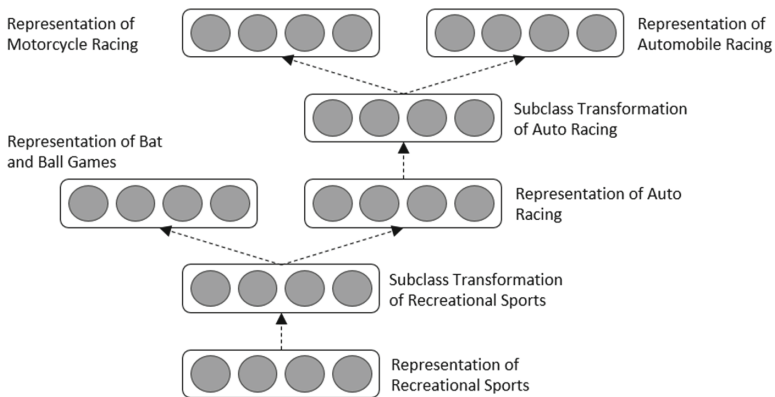 Representation of
Motorcycle Racing
Representation of
Automobile Racing
Subclass Transformation
of Auto Racing
Representation of Bat
and Ball Games
Representation of Auto
Racing
Subclass Transformation
of Recreational Sports
Representation of
Recreational Sports